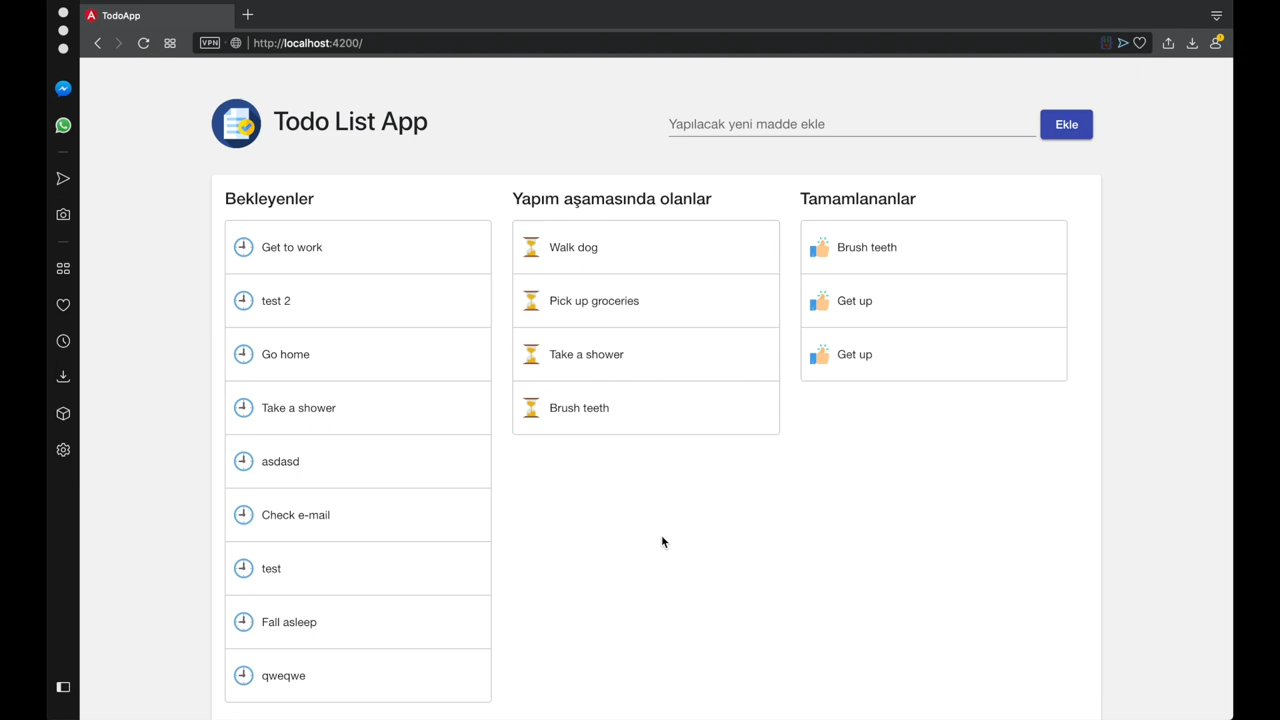 TodoApp
VPN
http://localhost:4200/
Todo List App
Yapılacak yeni madde ekle
Ekle
Bekleyenler
Get to work
test 2
Go home
Take a shower
asdasd
Check e-mail
test
Fall asleep
qweqwe
Yapım aşamasında olanlar
Walk dog
Pick up groceries
Take a shower
Brush teeth
Tamamlananlar
Brush teeth
Get up
Get up